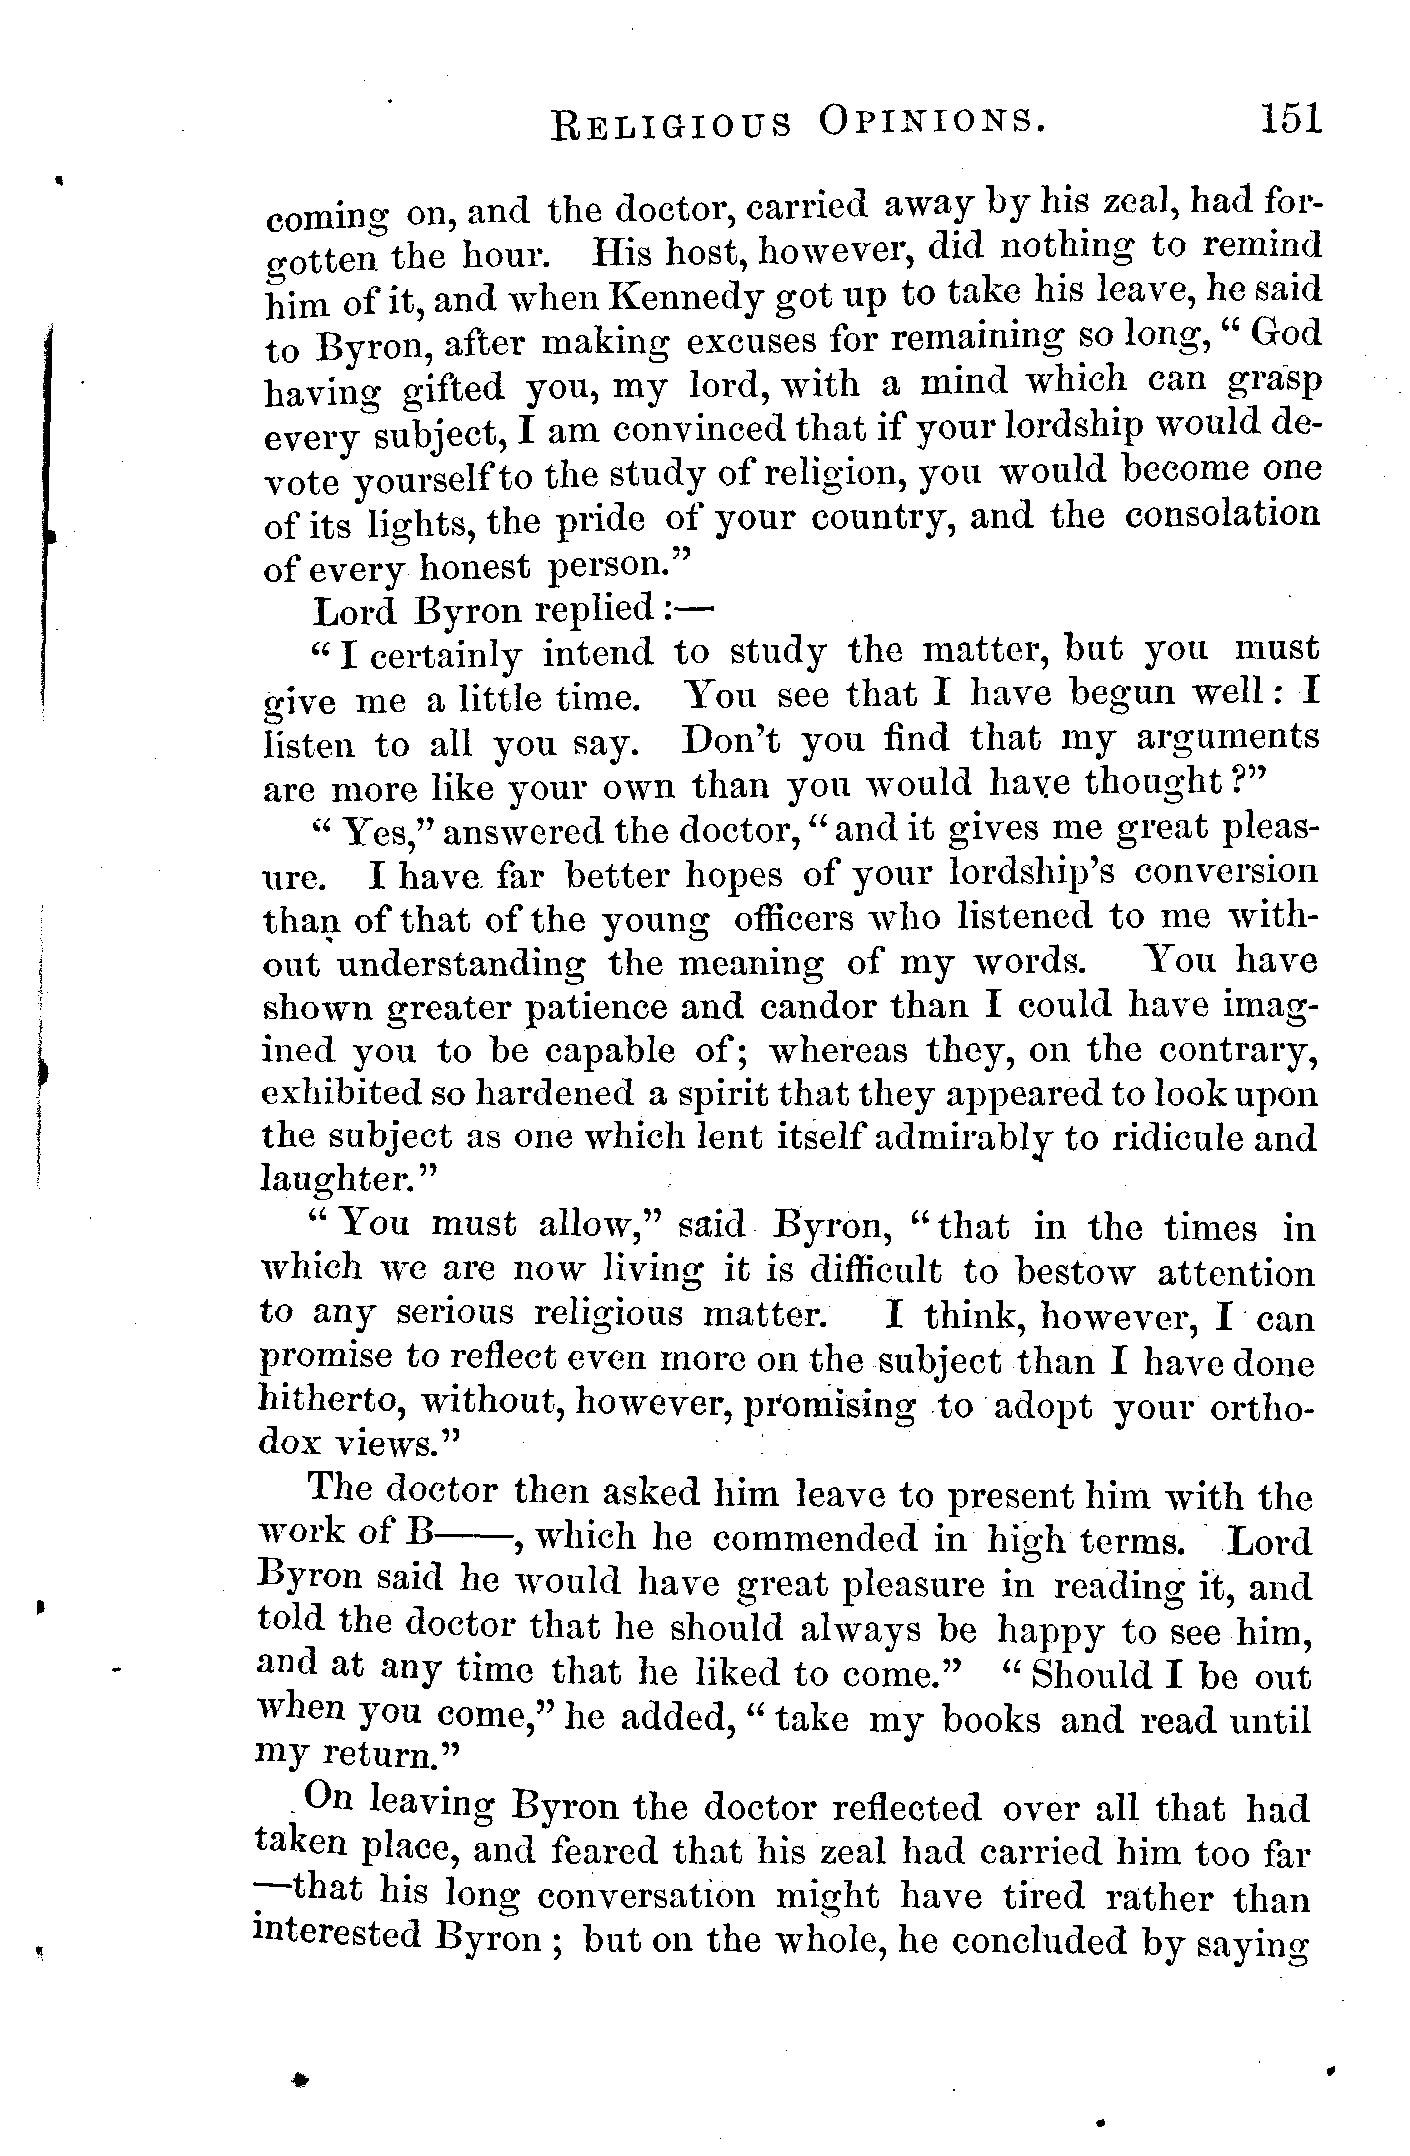 RELIGIOUS OPINIONS. 151
coming on, and the doctor, carried away by his zeal, had for-
gotten the hour. His host, however, did nothing to remind
him of it, and when Kennedy got up to take his leave, he said
to Byron, after making excuses for remaining so long, “ God
having gifted you, my lord, with a mind which can grasp
every subject, I am convinced that if your lordship would de-
vote yourself to the study of religion, you would become one
of its lights, the pride of your country, and the consolation
of every honest person.”
Lord Byron replied :—
“ I certainly intend to study the matter, but you must
give me a little time. You see that I have begun well : I
listen to all you say. Don’t you find that my arguments
are more like your own than you would have thought ?”
“ Yes,” answered the doctor, “ and it gives me great pleas-
ure. I have far better hopes of your lordship’s conversion
than of that of the young officers who listened to me with-
out understanding the meaning of my words. You have
shown greater patience and candor than I could have imag-
ined you to be capable of; whereas they, on the contrary,
exhibited so hardened a spirit that they appeared to look upon
the subject as one which lent itself admirably to ridicule and
laughter.”
“ You must allow,” said Byron, “ that in the times in
which we are now living it is difficult to bestow attention
to any serious religious matter. I think, however, I can
promise to reflect even more on the subject than I have done
hitherto, without, however, promising to adopt your ortho-
dox views.”
The doctor then asked him leave to present him with the
work of B——, which he commended in high terms. Lord
Byron said he would have great pleasure in reading it, and
told the doctor that he should always be happy to see him,
and at any time that he liked to come.” “ Should I be out
when you come,” he added, “ take my books and read until
my return.”
On leaving Byron the doctor reflected over all that had
taken place, and feared that his zeal had carried him too far
—that his long conversation might have tired rather than
interested Byron ; but on the whole, he concluded by saying